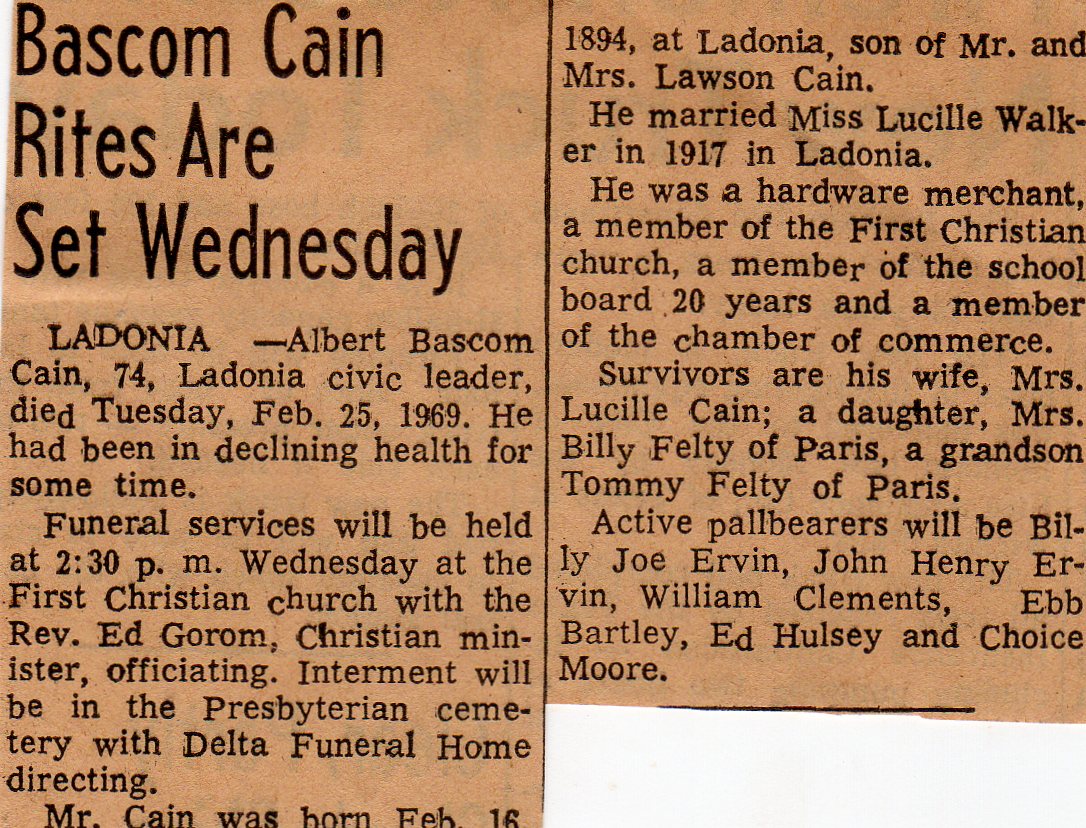 Bascom Cain
Rites Are
Set Wednesday
LADONIA —Albert Bascom
Cain, 74, Ladonia civic leader,
died Tuesday, Feb. 25, 1969. He
had been in declining health for
some time.
Funeral services will be held
at 2:30 p. m. Wednesday at the
First Christian church with the
Rev. Ed Gorom, Christian min-
ister, officiating. Interment will
be in the Presbyterian ceme-
tery with Delta Funeral Home
directing.
Mr. Cain was born Feb. 16,
1894, at Ladonia, son of Mr. and
Mrs. Lawson Cain.
He married Miss Lucille Walk-
er in 1917 in Ladonia.
He was a hardware merchant,
a member of the First Christian
church, a member of the school
board 20 years and a member
of the chamber of commerce.
Survivors are his wife, Mrs.
Lucille Cain; a daughter, Mrs.
Billy Felty of Paris, a grandson
Tommy Felty of Paris.
Active pallbearers will be Bil-
ly Joe Ervin, John Henry Er-
vin, William Clements, Ebb
Bartley, Ed Hulsey and Choice
Moore.